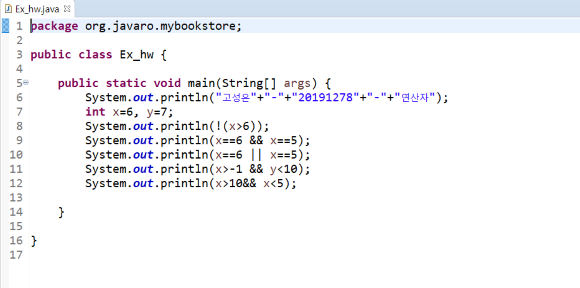 Ex_hw.java
1 package org.javaro.mybookstore;
2
3 public class Ex_hw {
4
5 public static void main(String[] args) {
6 System.out.println("고성은"+"-"+"20191278"+"-"+"연산자");
7 int x=6, y=7;
8 System.out.println(!(x>6));
9 System.out.println(x==6 && x==5);
10 System.out.println(x==6 || x==5);
11 System.out.println(x>-1 && y<10);
12 System.out.println(x>10&& x<5);
13
14 }
15
16 }
17